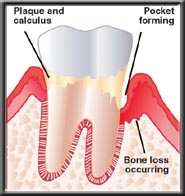 Plaque and
calculus
Pocket
forming
Bone loss
occurring